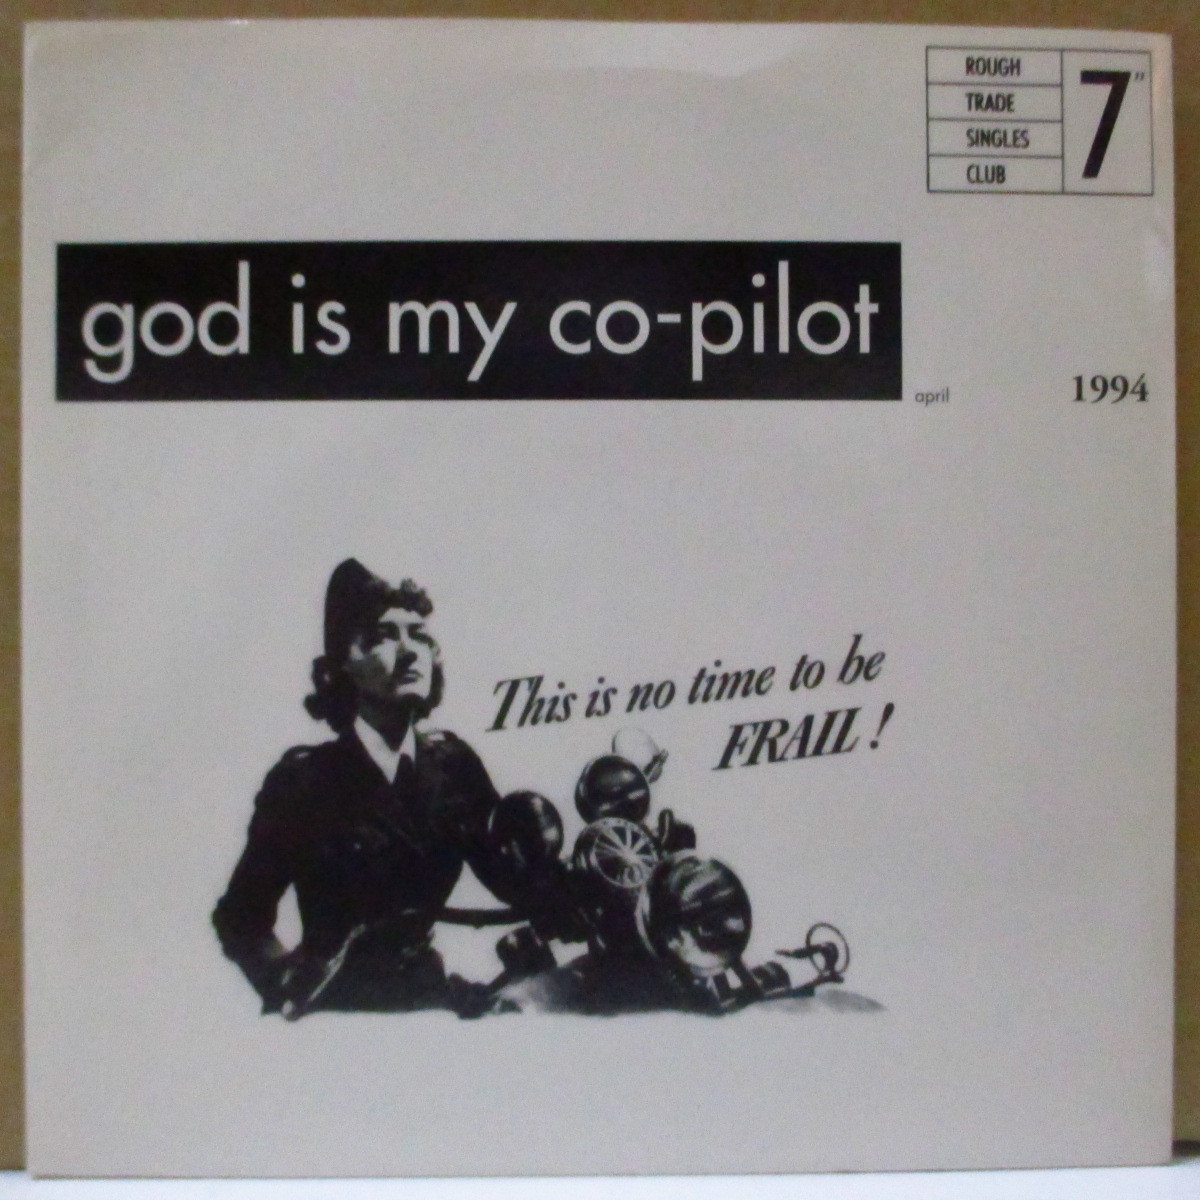 ROUGH
TRADE
SINGLES
CLUB
7"
god is my co-pilot
april 1994
This is no time to be
FRAIL!